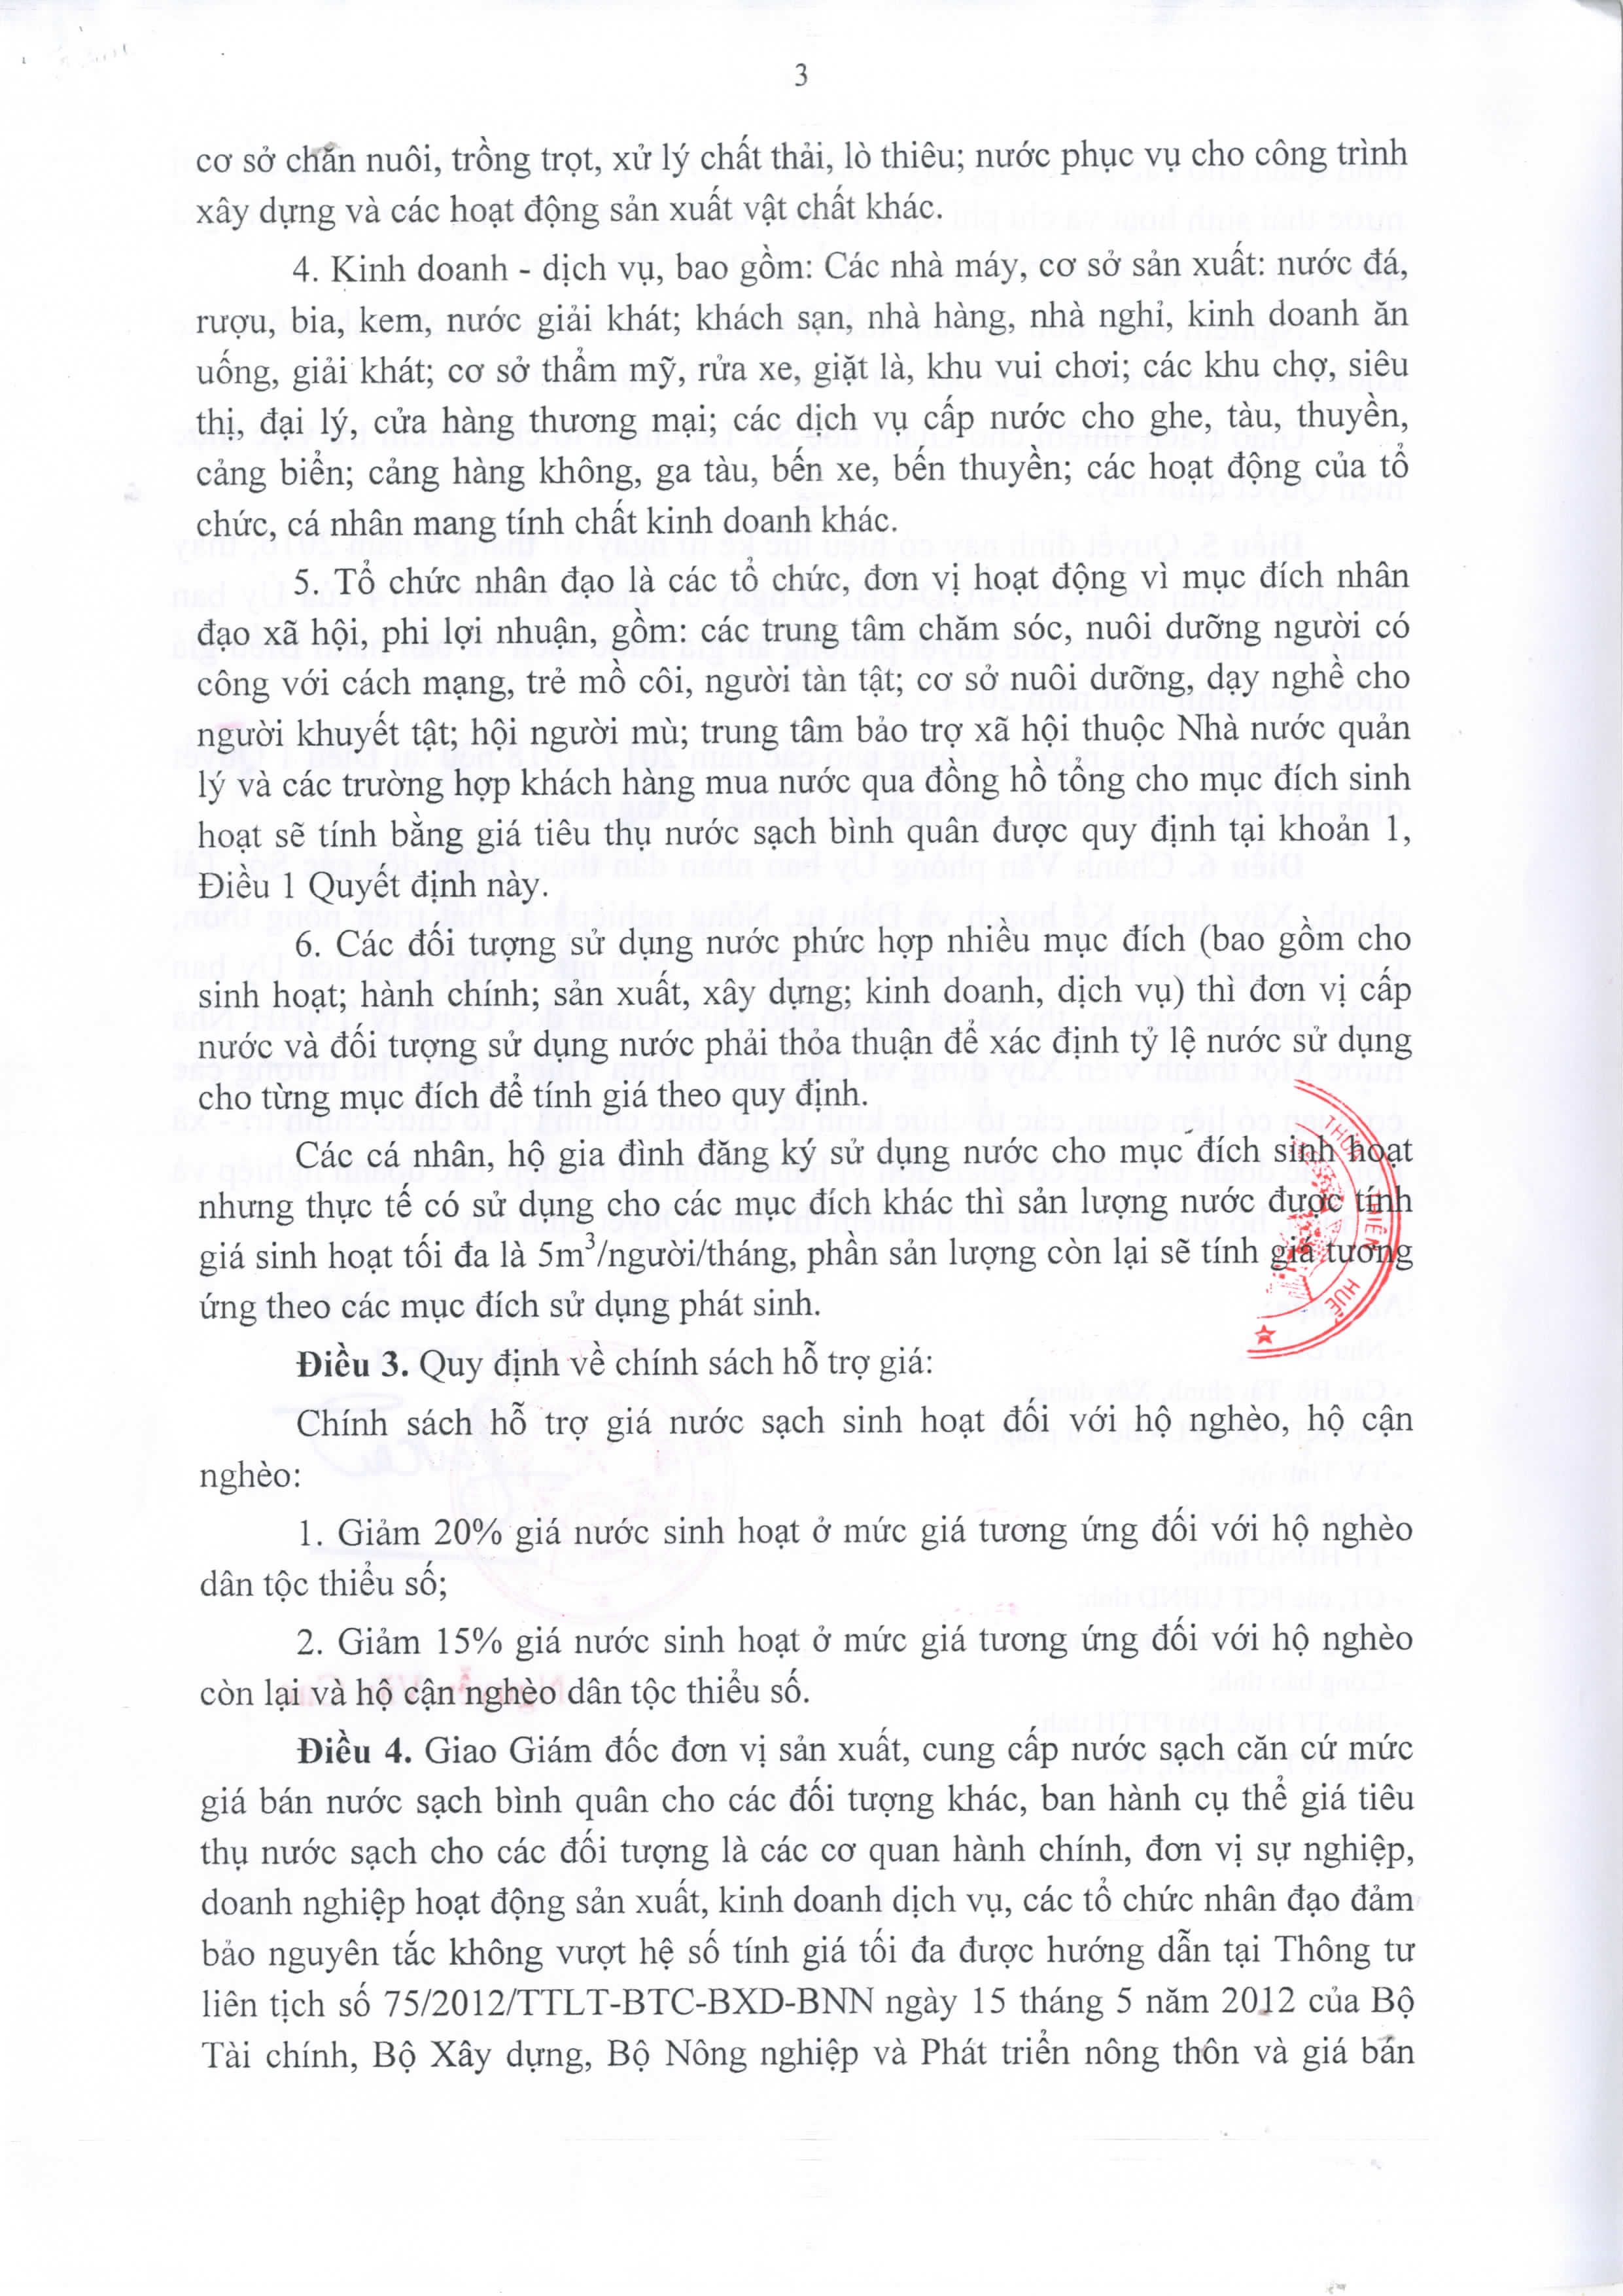 3
cơ sở chăn nuôi, trồng trọt, xử lý chất thải, lò thiêu; nước phục vụ cho công trình
xây dựng và các hoạt động sản xuất vật chất khác.
4. Kinh doanh - dịch vụ, bao gồm: Các nhà máy, cơ sở sản xuất: nước đá,
rượu, bia, kem, nước giải khát; khách sạn, nhà hàng, nhà nghỉ, kinh doanh ăn
uống, giải khát; cơ sở thẩm mỹ, rửa xe, giặt là, khu vui chơi; các khu chợ, siêu
thị, đại lý, cửa hàng thương mại; các dịch vụ cấp nước cho ghe, tàu, thuyền,
cảng biển; cảng hàng không, ga tàu, bến xe, bến thuyền; các hoạt động của tổ
chức, cá nhân mang tính chất kinh doanh khác.
5. Tổ chức nhân đạo là các tổ chức, đơn vị hoạt động vì mục đích nhân
đạo xã hội, phi lợi nhuận, gồm: các trung tâm chăm sóc, nuôi dưỡng người có
công với cách mạng, trẻ mồ côi, người tàn tật; cơ sở nuôi dưỡng, dạy nghề cho
người khuyết tật; hội người mù; trung tâm bảo trợ xã hội thuộc Nhà nước quản
lý và các trường hợp khách hàng mua nước qua đồng hồ tổng cho mục đích sinh
hoạt sẽ tính bằng giá tiêu thụ nước sạch bình quân được quy định tại khoản 1,
Điều 1 Quyết định này.
6. Các đối tượng sử dụng nước phức hợp nhiều mục đích (bao gồm cho
sinh hoạt; hành chính; sản xuất, xây dựng; kinh doanh, dịch vụ) thì đơn vị cấp
nước và đối tượng sử dụng nước phải thỏa thuận để xác định tỷ lệ nước sử dụng
cho từng mục đích để tính giá theo quy định.
Các cá nhân, hộ gia đình đăng ký sử dụng nước cho mục đích sinh hoạt
nhưng thực tế có sử dụng cho các mục đích khác thì sản lượng nước được tính
giá sinh hoạt tối đa là 5m³/người/tháng, phần sản lượng còn lại sẽ tính giá tương
ứng theo các mục đích sử dụng phát sinh.
THỪA THIÊN HUẾ
Điều 3. Quy định về chính sách hỗ trợ giá:
Chính sách hỗ trợ giá nước sạch sinh hoạt đối với hộ nghèo, hộ cận
nghèo:
1. Giảm 20% giá nước sinh hoạt ở mức giá tương ứng đối với hộ nghèo
dân tộc thiểu số;
2. Giảm 15% giá nước sinh hoạt ở mức giá tương ứng đối với hộ nghèo
còn lại và hộ cận nghèo dân tộc thiểu số.
Điều 4. Giao Giám đốc đơn vị sản xuất, cung cấp nước sạch căn cứ mức
giá bán nước sạch bình quân cho các đối tượng khác, ban hành cụ thể giá tiêu
thụ nước sạch cho các đối tượng là các cơ quan hành chính, đơn vị sự nghiệp,
doanh nghiệp hoạt động sản xuất, kinh doanh dịch vụ, các tổ chức nhân đạo đảm
bảo nguyên tắc không vượt hệ số tính giá tối đa được hướng dẫn tại Thông tư
liên tịch số 75/2012/TTLT-BTC-BXD-BNN ngày 15 tháng 5 năm 2012 của Bộ
Tài chính, Bộ Xây dựng, Bộ Nông nghiệp và Phát triển nông thôn và giá bán